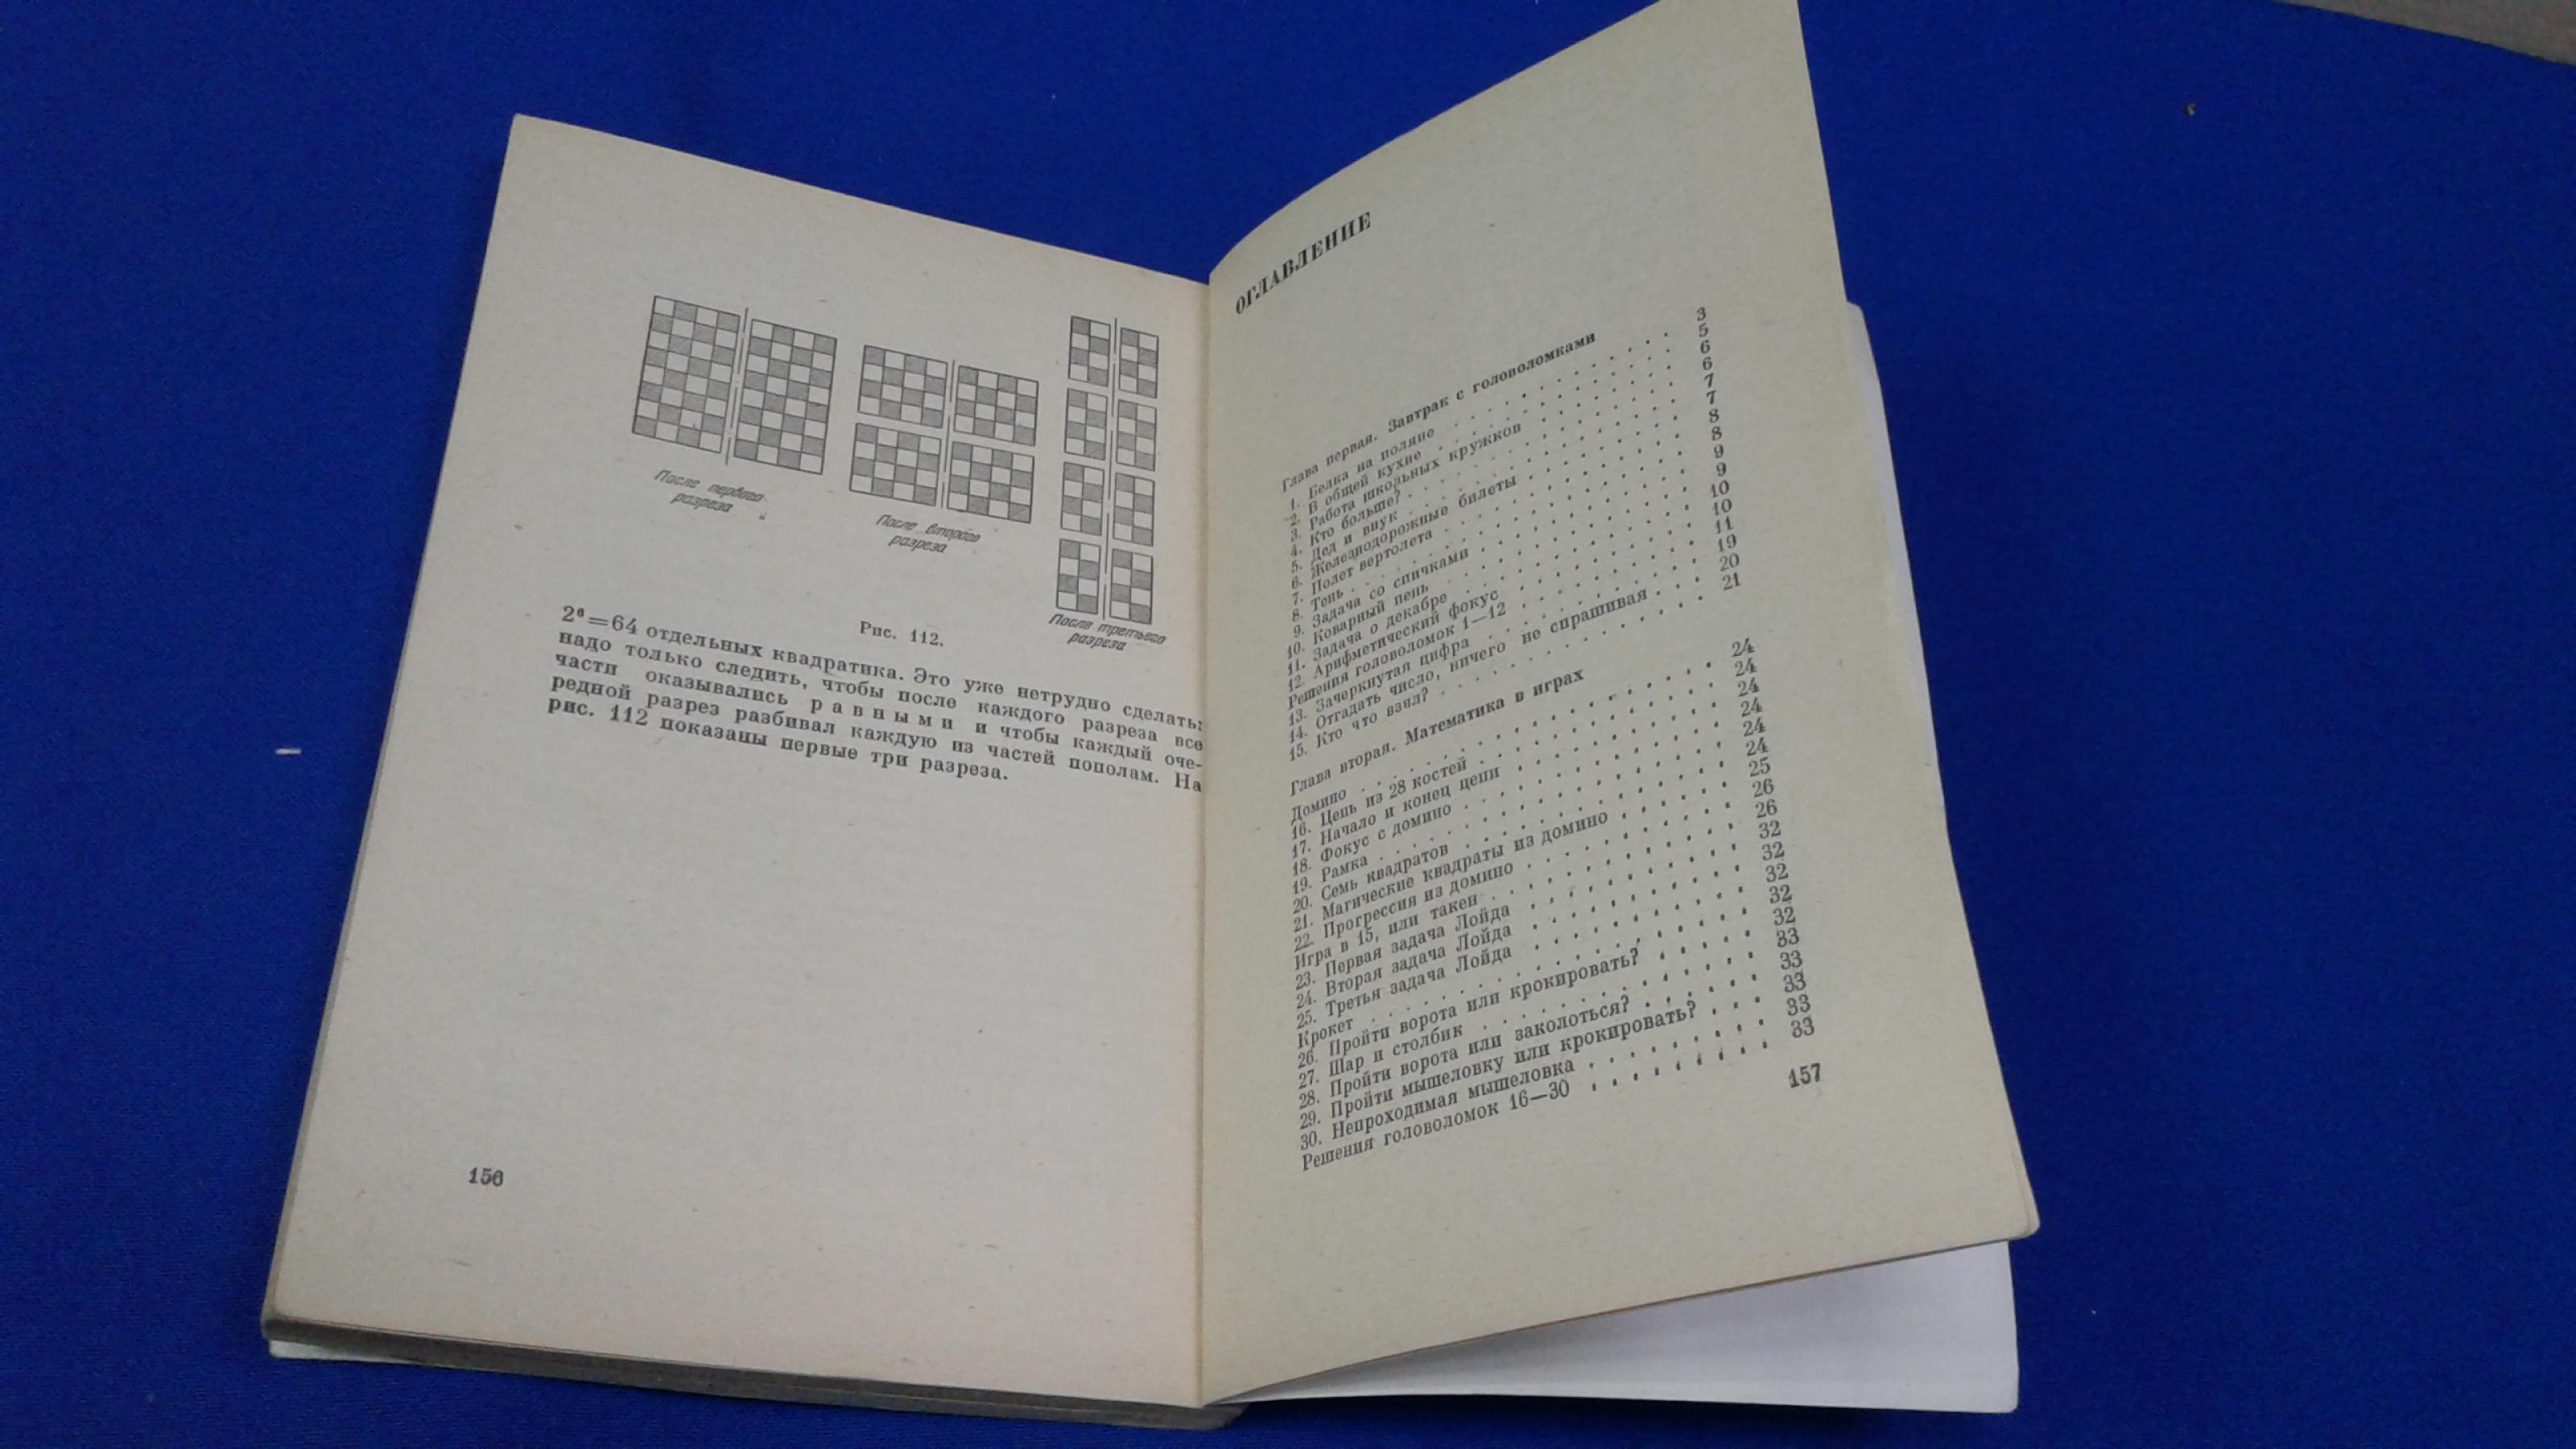 После первого
разреза
После второго
разреза
После третьего
разреза
Рис. 112.
2⁶=64 отдельных квадратика. Это уже нетрудно сделать:
надо только следить, чтобы после каждого разреза все
части оказывались равными и чтобы каждый оче-
редной разрез разбивал каждую из частей пополам. На
рис. 112 показаны первые три разреза.
156
ОГЛАВЛЕНИЕ
Глава первая. Завтрак с головоломками . . . . 3
1. Белка на поляне . . . . 5
2. В общей кухне . . . . 6
3. Работа школьных кружков . . . . 6
4. Кто больше? . . . . 7
5. Дед и внук . . . . 7
6. Железнодорожные билеты . . . . 8
7. Полет вертолета . . . . 8
8. Тень . . . . 9
9. Задача со спичками . . . . 9
10. Коварный пень . . . . 10
11. Задача о декабре . . . . 10
12. Арифметический фокус . . . . 11
Решения головоломок 1—12
13. Зачеркнутая цифра . . . . 19
14. Отгадать число, ничего не спрашивая . . . . 20
15. Кто что взял? . . . . 21
Глава вторая. Математика в играх
Домино . . . . 24
16. Цепь из 28 костей . . . . 24
17. Начало и конец цепи . . . . 24
18. Фокус с домино . . . . 24
19. Рамка . . . . 24
20. Семь квадратов . . . . 24
21. Магические квадраты из домино . . . . 25
22. Прогрессия из домино . . . . 26
Игра в 15, или такен . . . . 26
23. Первая задача Лойда . . . . 32
24. Вторая задача Лойда . . . . 32
25. Третья задача Лойда . . . . 32
Крокет . . . . 32
26. Пройти ворота или крокировать? . . . . 32
27. Шар и столбик . . . . 33
28. Пройти ворота или заколоться? . . . . 33
29. Пройти мышеловку или крокировать? . . . . 33
30. Непроходимая мышеловка . . . . 33
Решения головоломок 16—30 . . . . 33
157